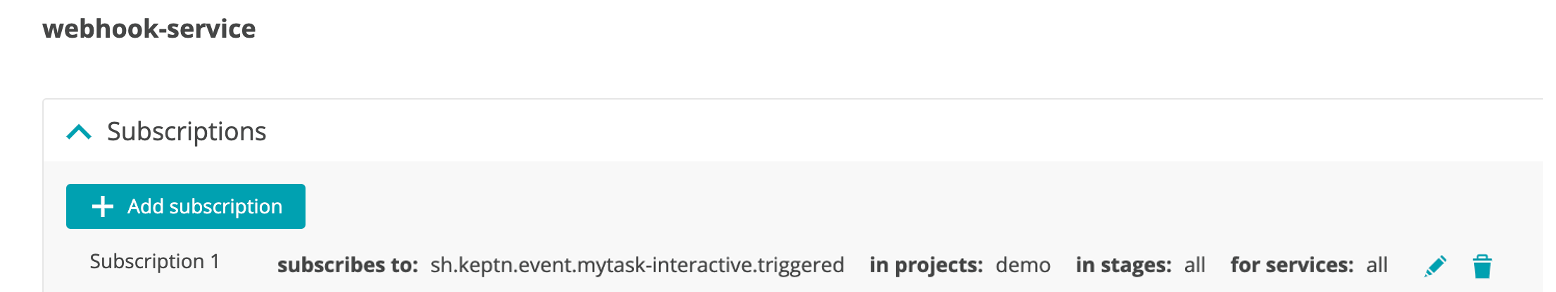 webhook-service
Subscriptions
Add subscription
Subscription 1 subscribes to: sh.keptn.event.mytask-interactive.triggered in projects: demo in stages: all for services: all